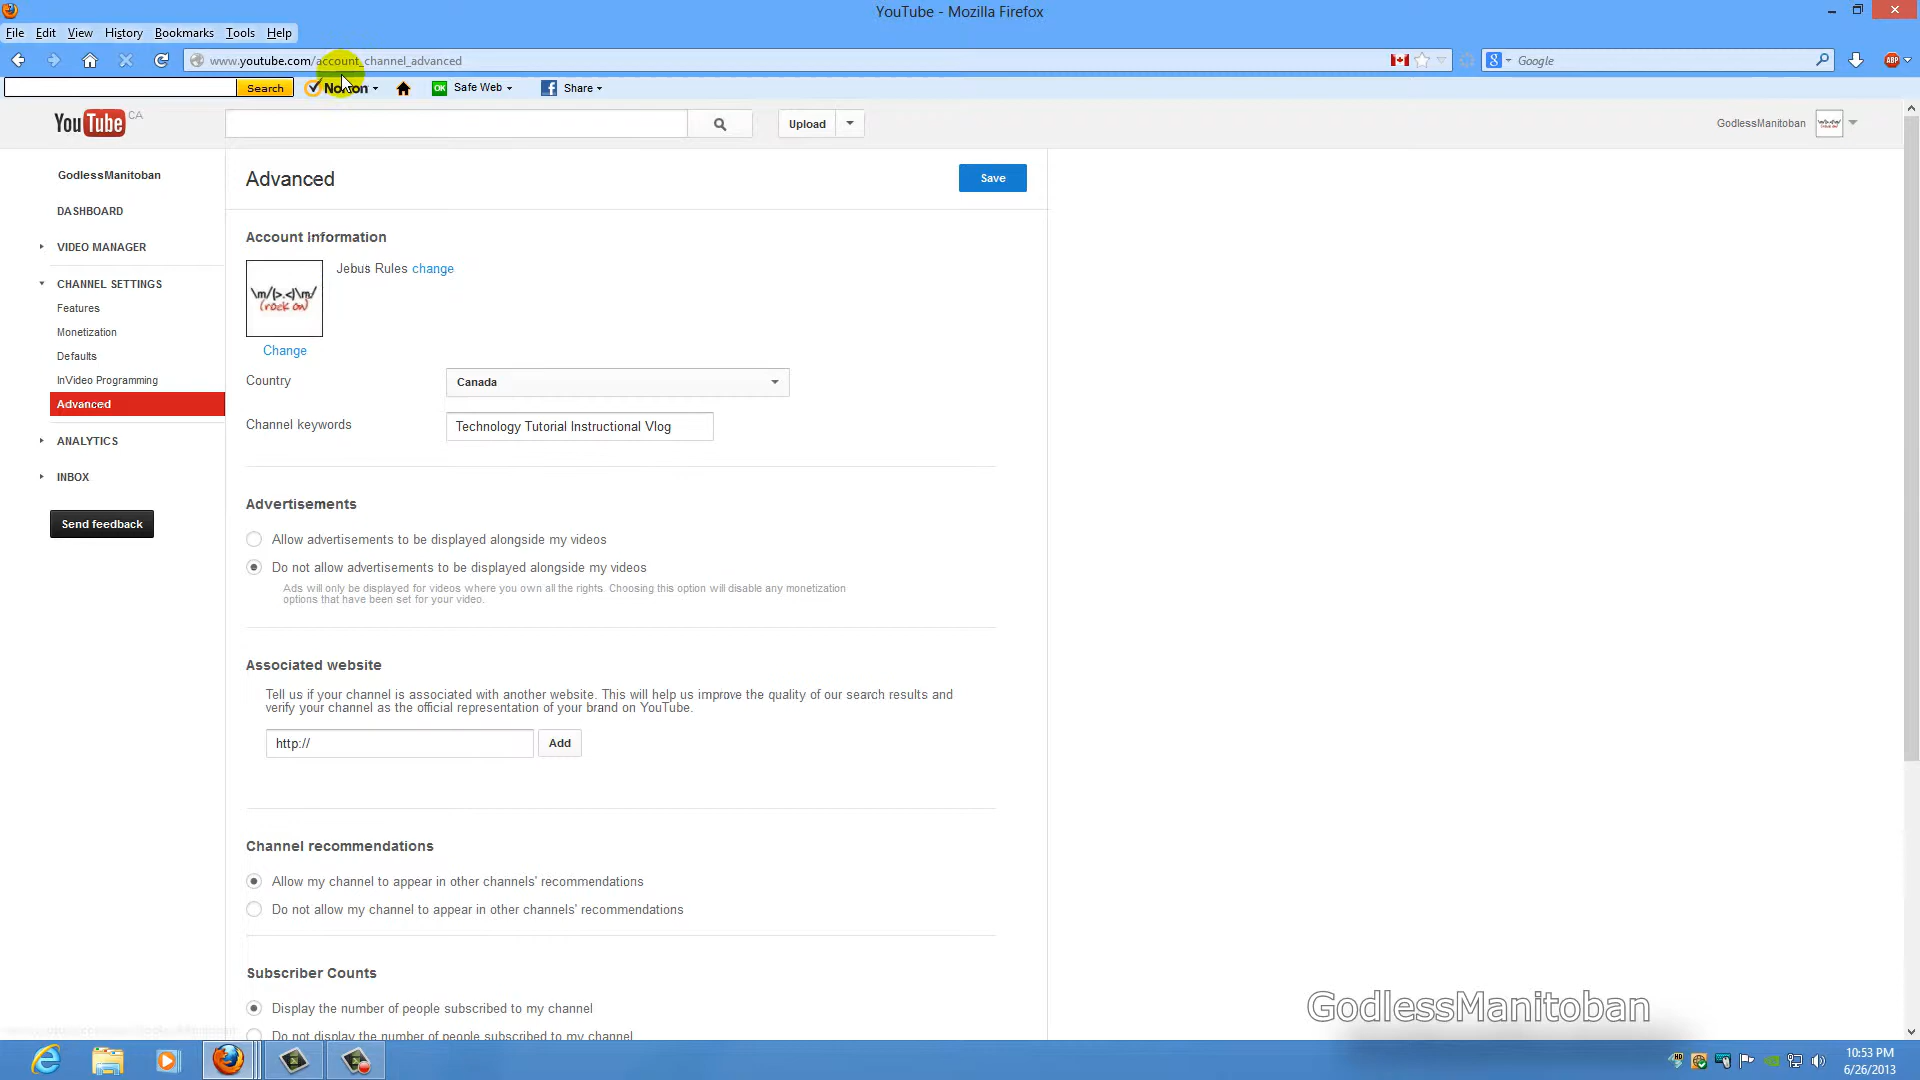 YouTube - Mozilla Firefox
File Edit View History Bookmarks Tools Help
www.youtube.com/account_channel_advanced
Google
ABP
Search Norton OK Safe Web Share
YouTube CA
Upload
GodlessManitoban
GodlessManitoban
DASHBOARD
VIDEO MANAGER
CHANNEL SETTINGS
Features
Monetization
Defaults
InVideo Programming
Advanced
ANALYTICS
INBOX
Send feedback
Advanced
Save
Account Information
Jebus Rules change
\m/(>.<)\m/
(rock on)
Change
Country
Canada
Channel keywords
Technology Tutorial Instructional Vlog
Advertisements
Allow advertisements to be displayed alongside my videos
Do not allow advertisements to be displayed alongside my videos
Ads will only be displayed for videos where you own all the rights. Choosing this option will disable any monetization
options that have been set for your video.
Associated website
Tell us if your channel is associated with another website. This will help us improve the quality of our search results and
verify your channel as the official representation of your brand on YouTube.
http://
Add
Channel recommendations
Allow my channel to appear in other channels' recommendations
Do not allow my channel to appear in other channels' recommendations
Subscriber Counts
Display the number of people subscribed to my channel
Do not display the number of people subscribed to my channel
GodlessManitoban
10:53 PM
6/26/2013